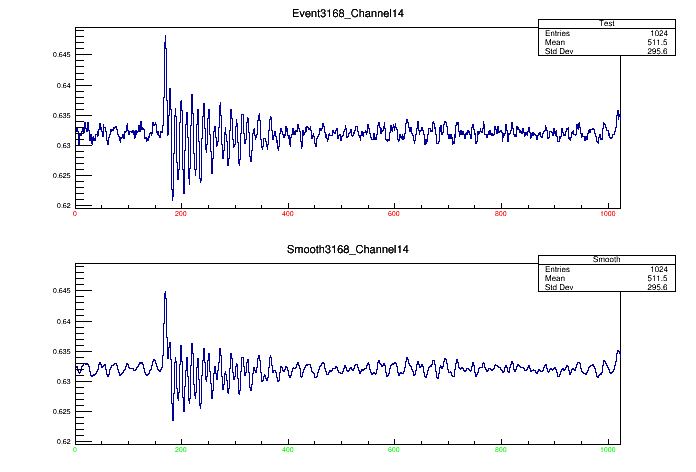 Event3168_Channel14
Test
Entries 1024
Mean 511.5
Std Dev 295.6
0.645
0.64
0.635
0.63
0.625
0.62
0 200 400 600 800 1000
Smooth3168_Channel14
Smooth
Entries 1024
Mean 511.5
Std Dev 295.6
0.645
0.64
0.635
0.63
0.625
0.62
0 200 400 600 800 1000